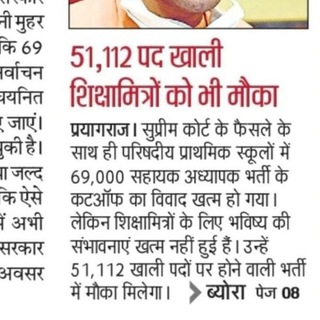 नी मुहर
कि 69
र्वाचन
चयनित
ए जाएं।
चुकी है।
ा जल्द
कि ऐसे
में अभी
सरकार
अवसर
51,112 पद खाली
शिक्षामित्रों को भी मौका
प्रयागराज। सुप्रीम कोर्ट के फैसले के
साथ ही परिषदीय प्राथमिक स्कूलों में
69,000 सहायक अध्यापक भर्ती के
कटऑफ का विवाद खत्म हो गया।
लेकिन शिक्षामित्रों के लिए भविष्य की
संभावनाएं खत्म नहीं हुई हैं। उन्हें
51,112 खाली पदों पर होने वाली भर्ती
में मौका मिलेगा। ब्योरा पेज 08